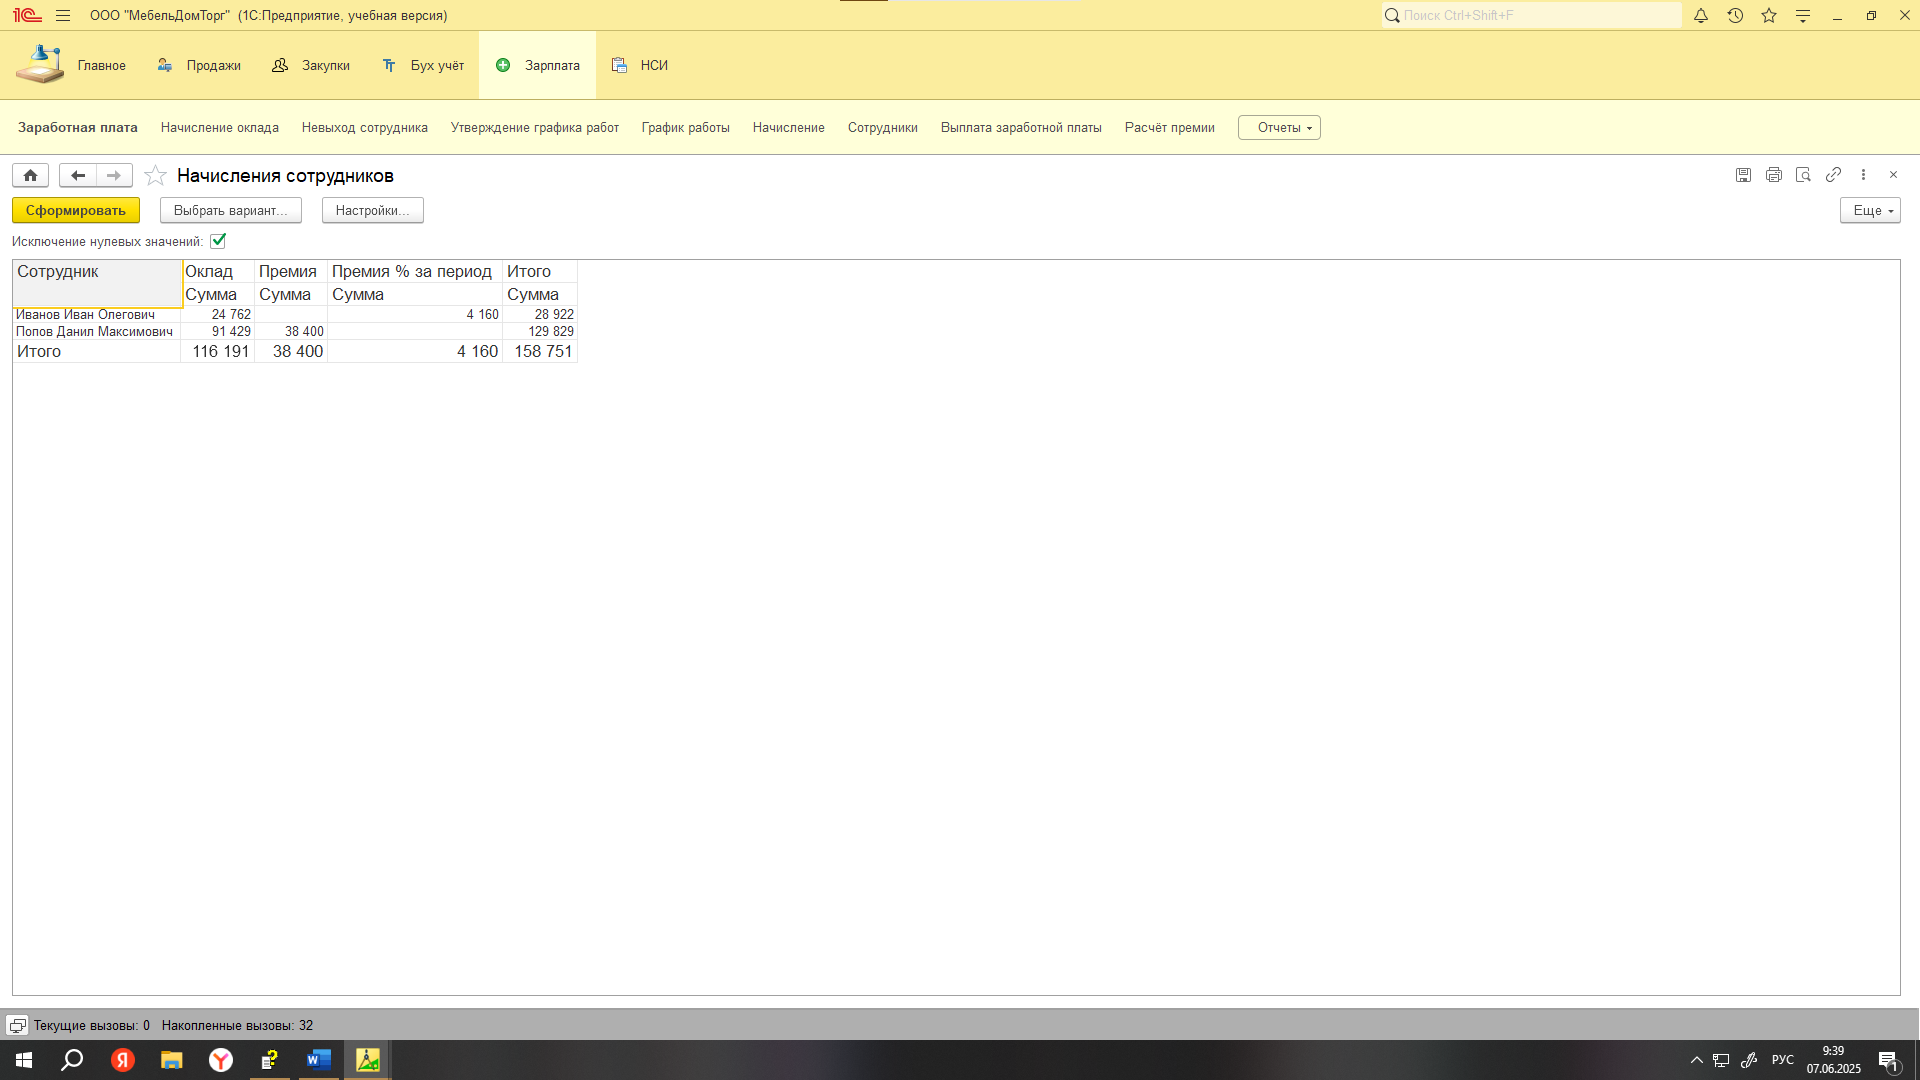 ООО "МебельДомТорг" (1С:Предприятие, учебная версия)
Поиск Ctrl+Shift+F
Главное Продажи Закупки Бух учёт Зарплата НСИ
Заработная плата Начисление оклада Невыход сотрудника Утверждение графика работ График работы Начисление Сотрудники Выплата заработной платы Расчёт премии Отчеты
Начисления сотрудников
Сформировать Выбрать вариант... Настройки... Еще
Исключение нулевых значений:
Сотрудник Оклад Премия Премия % за период Итого
Сумма Сумма Сумма Сумма
Иванов Иван Олегович 24 762 4 160 28 922
Попов Данил Максимович 91 429 38 400 129 829
Итого 116 191 38 400 4 160 158 751
Текущие вызовы: 0 Накопленные вызовы: 32
РУС
9:39
07.06.2025
1